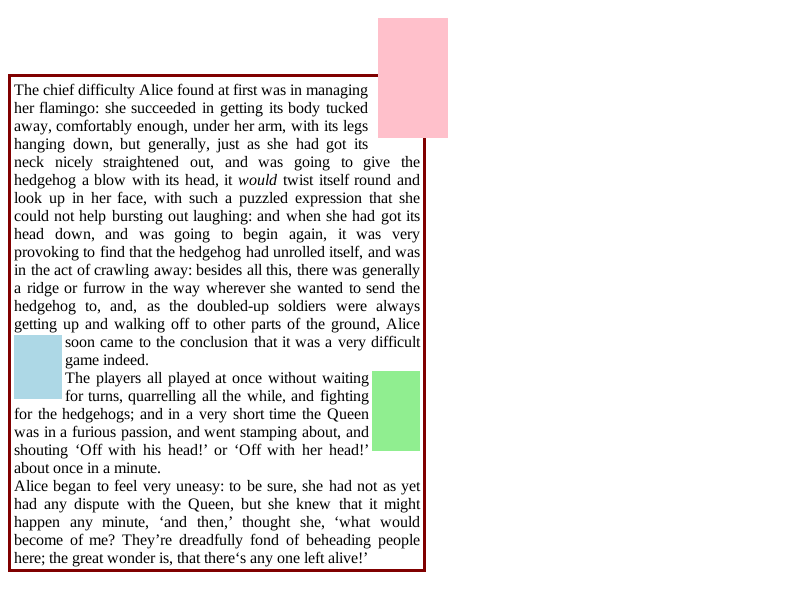 The chief difficulty Alice found at first was in managing
her flamingo: she succeeded in getting its body tucked
away, comfortably enough, under her arm, with its legs
hanging down, but generally, just as she had got its
neck nicely straightened out, and was going to give the
hedgehog a blow with its head, it would twist itself round and
look up in her face, with such a puzzled expression that she
could not help bursting out laughing: and when she had got its
head down, and was going to begin again, it was very
provoking to find that the hedgehog had unrolled itself, and was
in the act of crawling away: besides all this, there was generally
a ridge or furrow in the way wherever she wanted to send the
hedgehog to, and, as the doubled-up soldiers were always
getting up and walking off to other parts of the ground, Alice
soon came to the conclusion that it was a very difficult
game indeed.
The players all played at once without waiting
for turns, quarrelling all the while, and fighting
for the hedgehogs; and in a very short time the Queen
was in a furious passion, and went stamping about, and
shouting ‘Off with his head!’ or ‘Off with her head!’
about once in a minute.
Alice began to feel very uneasy: to be sure, she had not as yet
had any dispute with the Queen, but she knew that it might
happen any minute, ‘and then,’ thought she, ‘what would
become of me? They’re dreadfully fond of beheading people
here; the great wonder is, that there‘s any one left alive!’